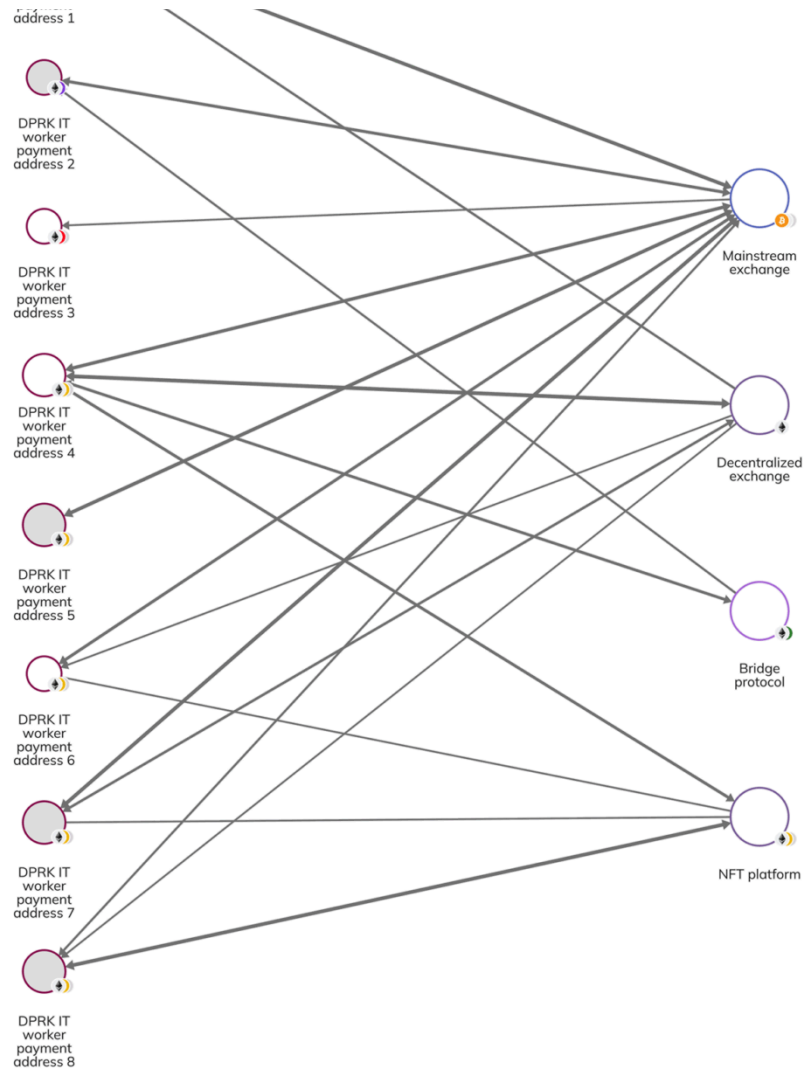 address 1
DPRK IT
worker
payment
address 2
DPRK IT
worker
payment
address 3
DPRK IT
worker
payment
address 4
DPRK IT
worker
payment
address 5
DPRK IT
worker
payment
address 6
DPRK IT
worker
payment
address 7
DPRK IT
worker
payment
address 8
Mainstream
exchange
Decentralized
exchange
Bridge
protocol
NFT platform